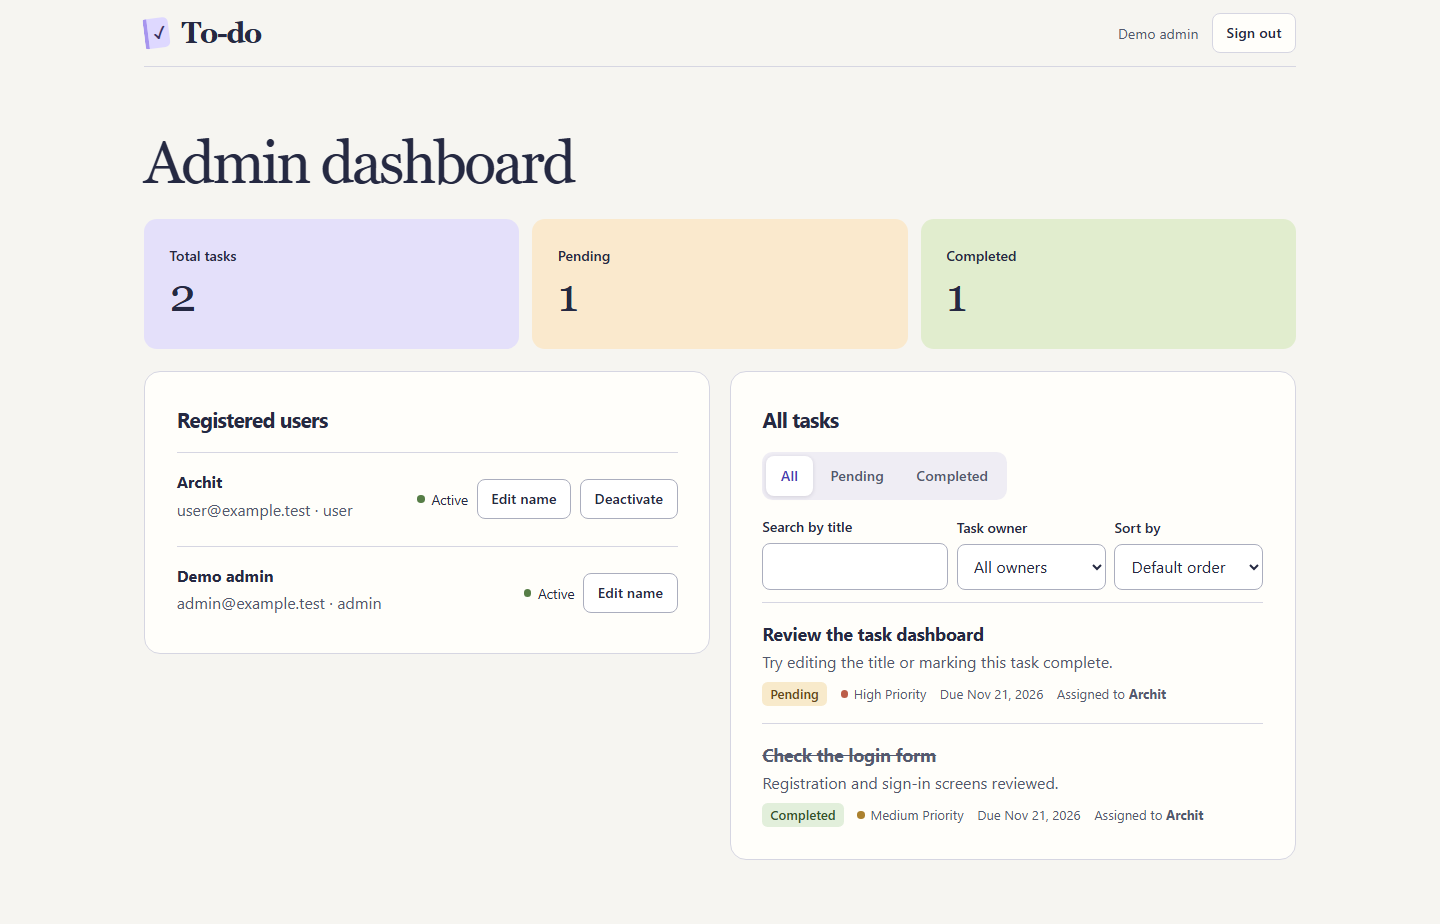 To-do
Demo admin
Sign out
Admin dashboard
Total tasks
2
Pending
1
Completed
1
Registered users
Archit
user@example.test · user
Active
Edit name
Deactivate
Demo admin
admin@example.test · admin
Active
Edit name
All tasks
All
Pending
Completed
Search by title
Task owner
All owners
Sort by
Default order
Review the task dashboard
Try editing the title or marking this task complete.
Pending
High Priority
Due Nov 21, 2026
Assigned to Archit
Check the login form
Registration and sign-in screens reviewed.
Completed
Medium Priority
Due Nov 21, 2026
Assigned to Archit